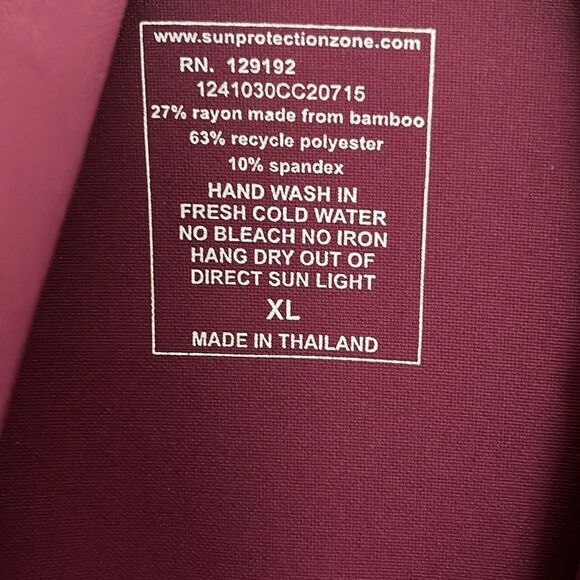 www.sunprotectionzone.com
RN. 129192
1241030CC20715
27% rayon made from bamboo
63% recycle polyester
10% spandex
HAND WASH IN
FRESH COLD WATER
NO BLEACH NO IRON
HANG DRY OUT OF
DIRECT SUN LIGHT
XL
MADE IN THAILAND